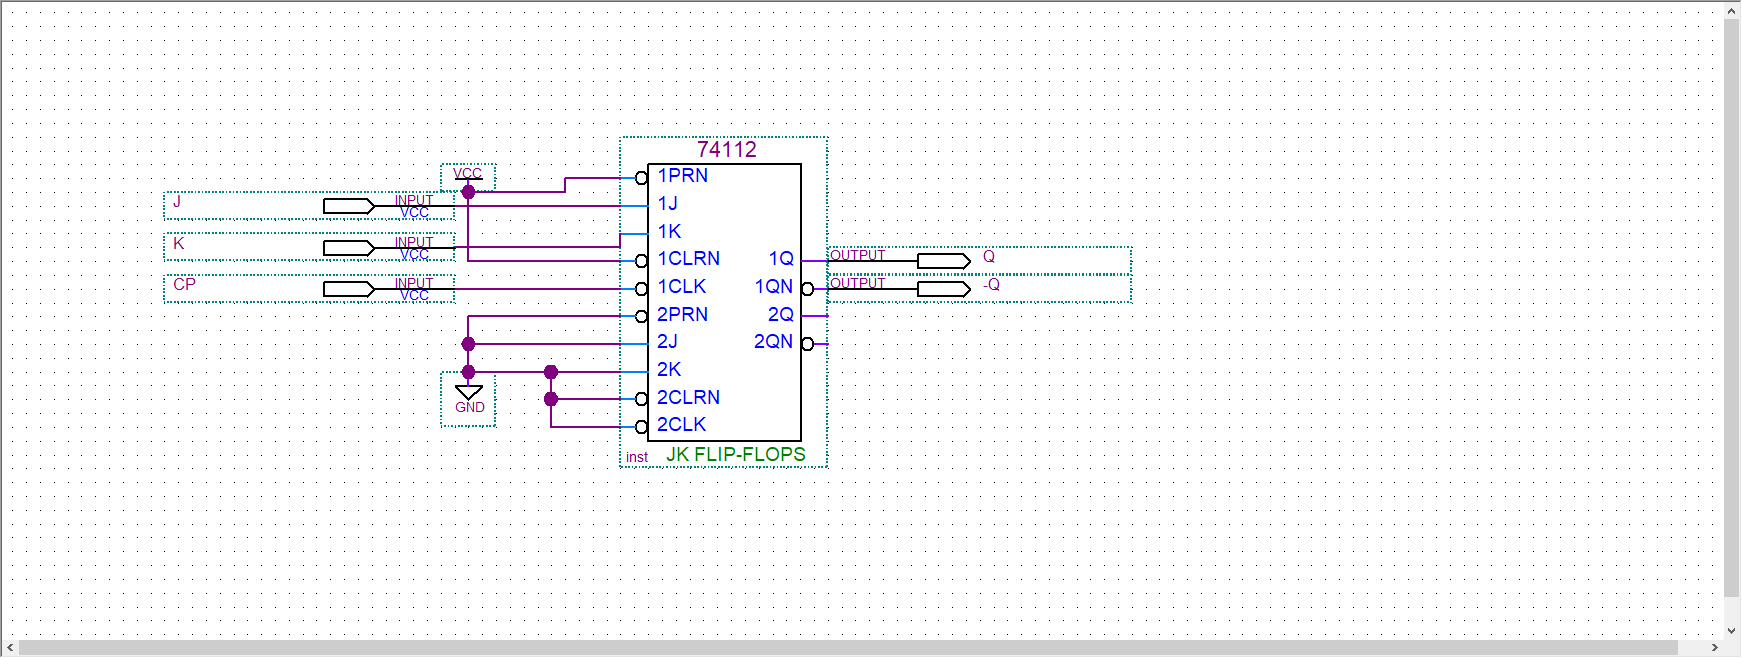 74112
VCC
1PRN
J
INPUT
VCC
1J
K
INPUT
VCC
1K
1CLRN
1Q
OUTPUT
Q
CP
INPUT
VCC
1CLK
1QN
OUTPUT
-Q
2PRN
2Q
2J
2QN
2K
GND
2CLRN
2CLK
inst
JK FLIP-FLOPS